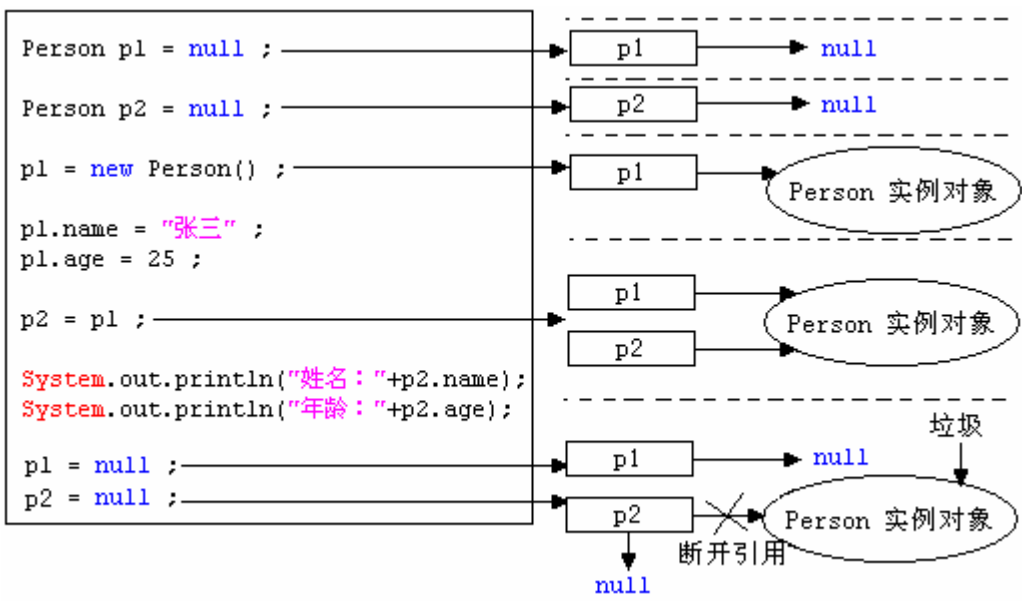 Person p1 = null ;
p1
null
Person p2 = null ;
p2
null
p1 = new Person() ;
p1
Person 实例对象
p1.name = "张三" ;
p1.age = 25 ;
p1
p2 = p1 ;
Person 实例对象
p2
System.out.println("姓名："+p2.name);
System.out.println("年龄："+p2.age);
垃圾
p1 = null ;
p1
null
p2 = null ;
p2
Person 实例对象
断开引用
null